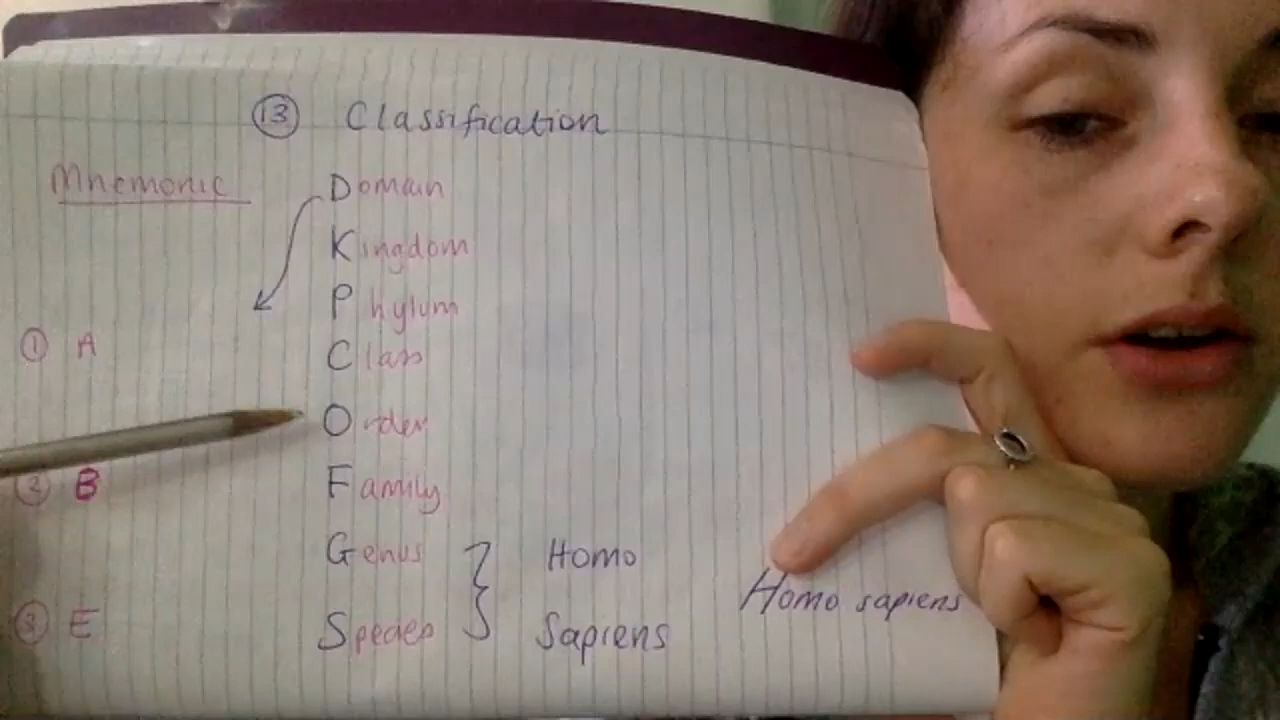 13 Classification
Mnemonic
Domain
Kingdom
Phylum
1 A
Class
Order
2 B
Family
Genus
Homo
Homo sapiens
3 E
Species
Sapiens